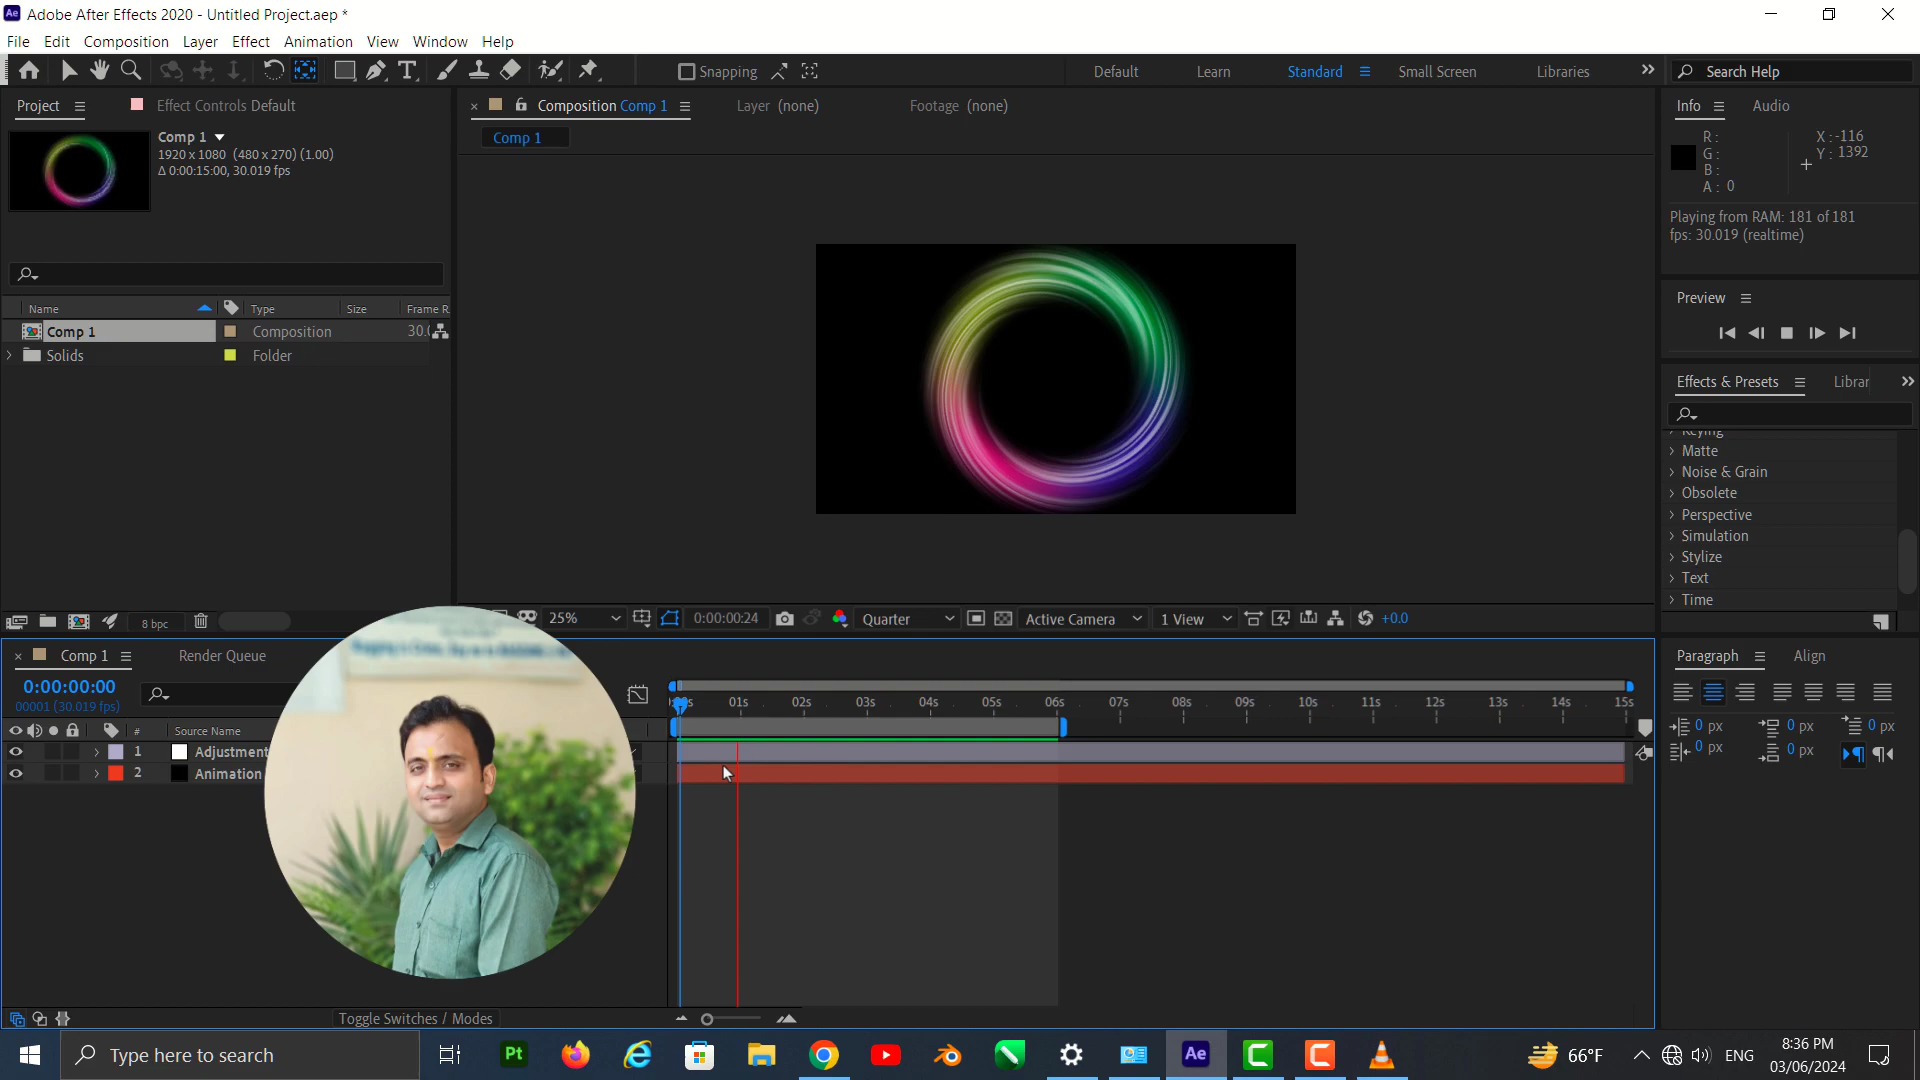 Adobe After Effects 2020 - Untitled Project.aep *
File Edit Composition Layer Effect Animation View Window Help
Snapping
Default Learn Standard Small Screen Libraries
Search Help
Project
Effect Controls Default
Composition Comp 1
Layer (none)
Footage (none)
Info Audio
Comp 1
1920 x 1080 (480 x 270) (1.00)
Δ 0:00:15:00, 30.019 fps
Comp 1
R :
G :
B :
A : 0
X : -116
Y : 1392
Playing from RAM: 181 of 181
fps: 30.019 (realtime)
Preview
Name Type Size Frame R
Comp 1 Composition 30.
Solids Folder
Effects & Presets Librar
Keying
Matte
Noise & Grain
Obsolete
Perspective
Simulation
Stylize
Text
Time
8 bpc
25% 0:00:00:24 Quarter Active Camera 1 View +0.0
Comp 1 Render Queue
0:00:00:00
00001 (30.019 fps)
01s 02s 03s 04s 05s 06s 07s 08s 09s 10s 11s 12s 13s 14s 15s
# Source Name
1 Adjustment
2 Animation
Paragraph Align
0 px 0 px 0 px
0 px 0 px
Toggle Switches / Modes
Type here to search
Pt
Ae
66°F
ENG
8:36 PM
03/06/2024